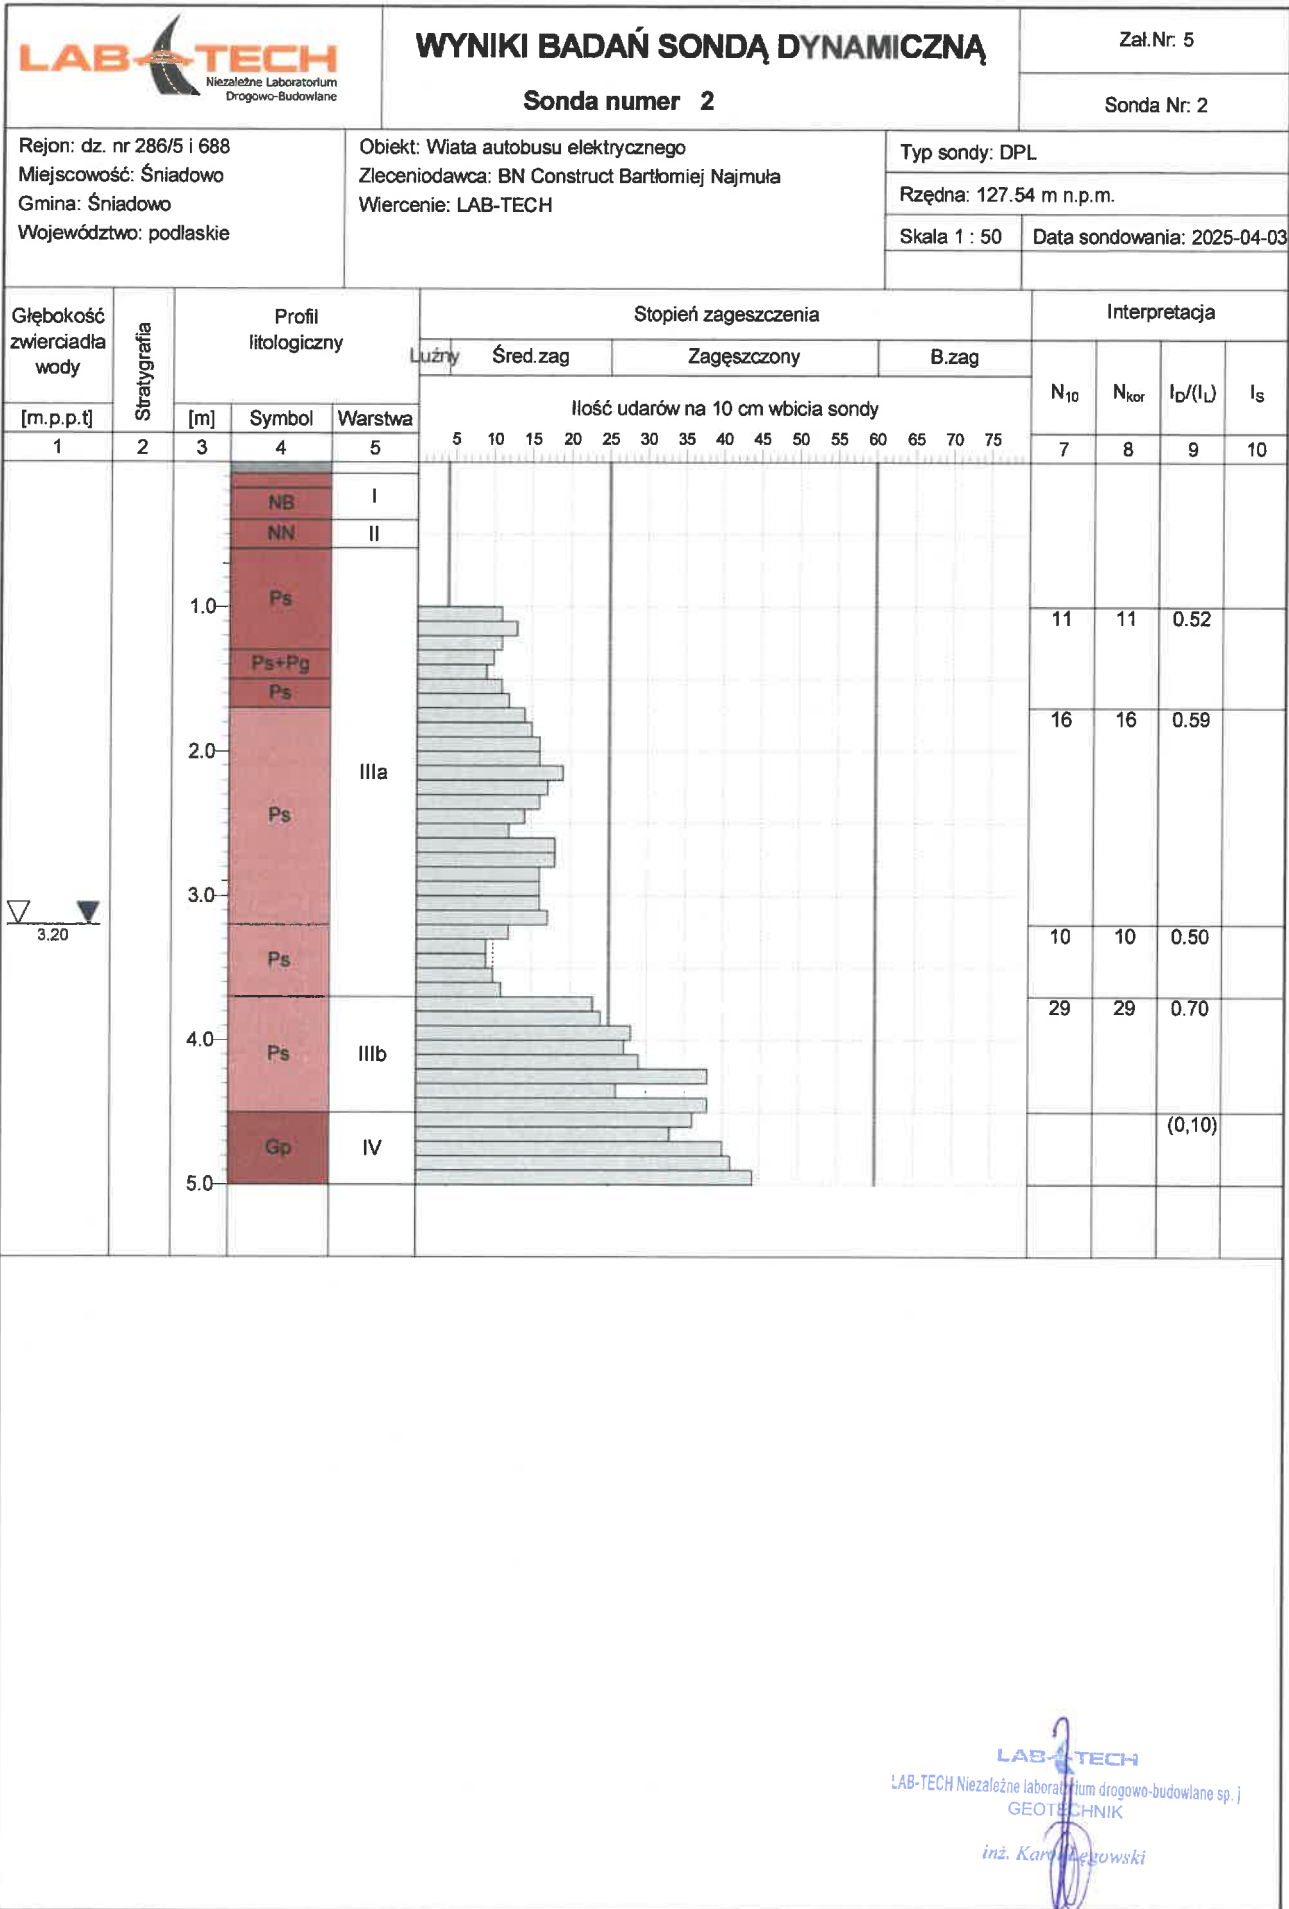 LAB-TECH
Niezależne Laboratorium
Drogowo-Budowlane
WYNIKI BADAŃ SONDĄ DYNAMICZNĄ
Sonda numer 2
Zał.Nr: 5
Sonda Nr: 2
Rejon: dz. nr 286/5 i 688
Miejscowość: Śniadowo
Gmina: Śniadowo
Województwo: podlaskie
Obiekt: Wiata autobusu elektrycznego
Zleceniodawca: BN Construct Bartłomiej Najmuła
Wiercenie: LAB-TECH
Typ sondy: DPL
Rzędna: 127.54 m n.p.m.
Skala 1 : 50 Data sondowania: 2025-04-03
Głębokość
zwierciadła
wody
[m.p.p.t]
Stratygrafia
Profil
litologiczny
[m] Symbol Warstwa
Stopień zagęszczenia
Luźny Śred.zag Zagęszczony B.zag
Ilość udarów na 10 cm wbicia sondy
5 10 15 20 25 30 35 40 45 50 55 60 65 70 75
Interpretacja
N10 Nkor ID/(IL) IS
1 2 3 4 5 7 8 9 10
NB I
NN II
Ps
1.0
11 11 0.52
Ps+Pg
Ps
16 16 0.59
2.0
IIIa
Ps
3.0
3.20
10 10 0.50
Ps
29 29 0.70
4.0
Ps IIIb
(0,10)
Gp IV
5.0
LAB-TECH
LAB-TECH Niezależne laboratorium drogowo-budowlane sp. j
GEOTECHNIK
inż. Karol Łęgowski